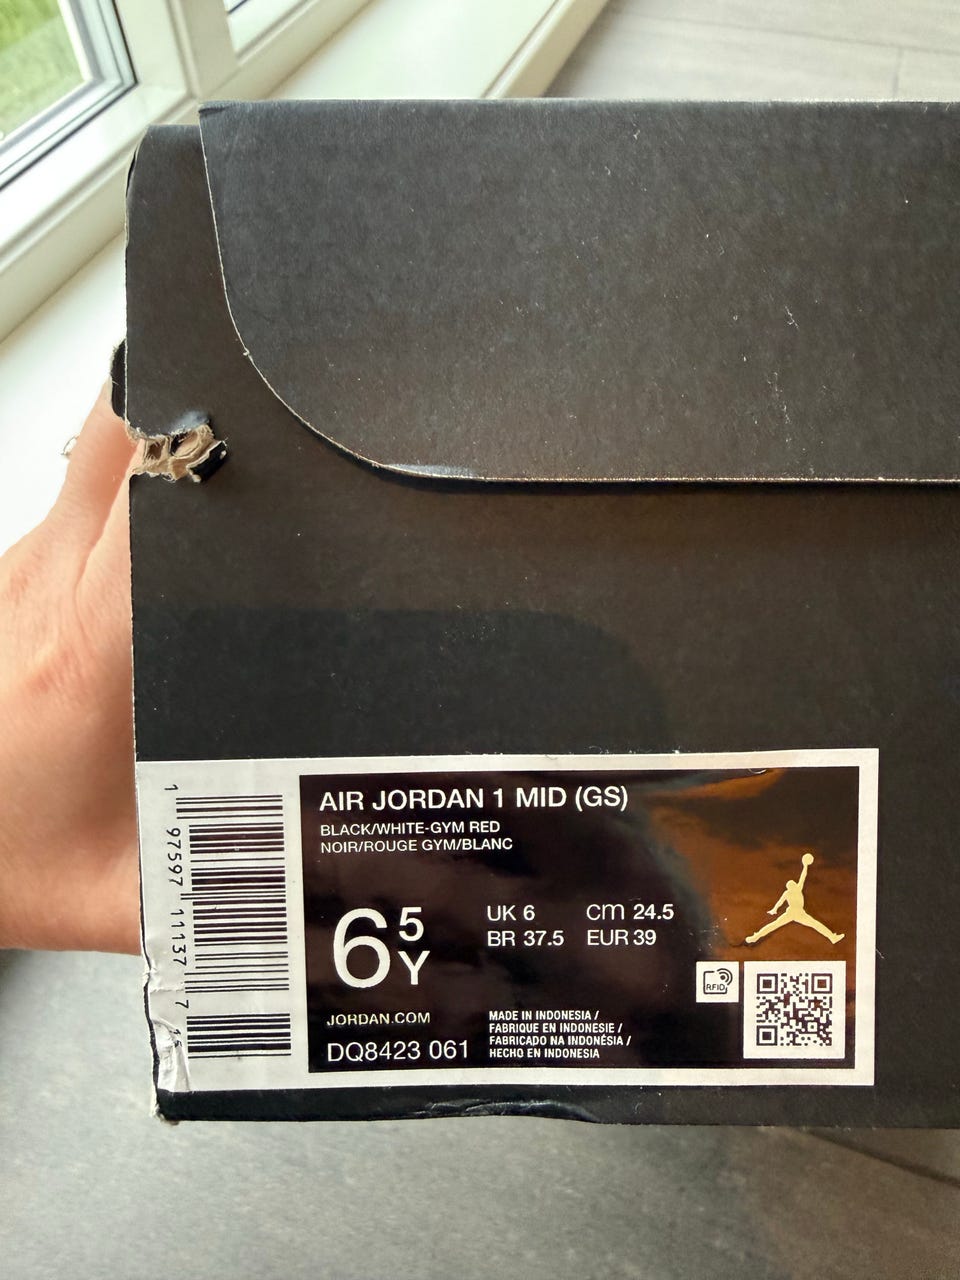 AIR JORDAN 1 MID (GS)
BLACK/WHITE-GYM RED
NOIR/ROUGE GYM/BLANC
6 5
Y
UK 6 cm 24.5
BR 37.5 EUR 39
RFID
JORDAN.COM
DQ8423 061
MADE IN INDONESIA /
FABRIQUE EN INDONESIE /
FABRICADO NA INDONÉSIA /
HECHO EN INDONESIA
1 97597 11137 7